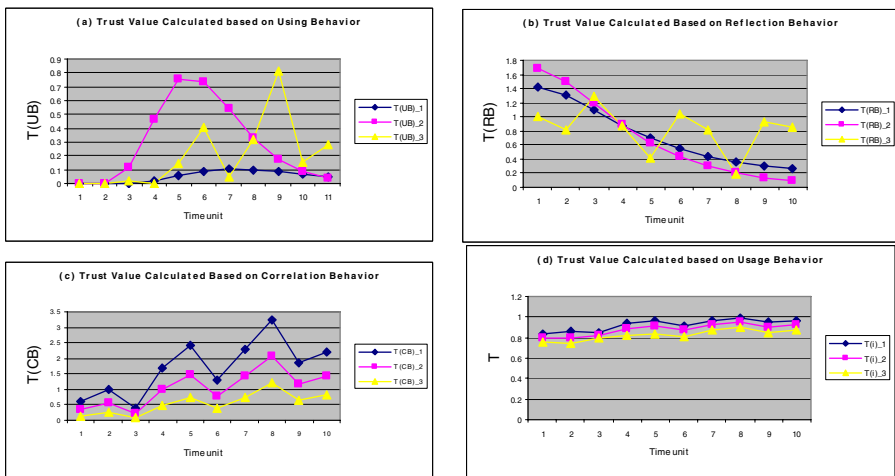 (a) Trust Value Calculated based on Using Behavior
T(UB)
0.9
0.8
0.7
0.6
0.5
0.4
0.3
0.2
0.1
0
1 2 3 4 5 6 7 8 9 10 11
Time unit
T(UB)_1
T(UB)_2
T(UB)_3
(b) Trust Value Calculated Based on Reflection Behavior
T(RB)
1.8
1.6
1.4
1.2
1
0.8
0.6
0.4
0.2
0
1 2 3 4 5 6 7 8 9 10
Time unit
T(RB)_1
T(RB)_2
T(RB)_3
(c) Trust Value Calculated Based on Correlation Behavior
T(CB)
3.5
3
2.5
2
1.5
1
0.5
0
1 2 3 4 5 6 7 8 9 10
Time unit
T(CB)_1
T(CB)_2
T(CB)_3
(d) Trust Value Calculated based on Usage Behavior
T
1.2
1
0.8
0.6
0.4
0.2
0
1 2 3 4 5 6 7 8 9 10
Time unit
T(i)_1
T(i)_2
T(i)_3